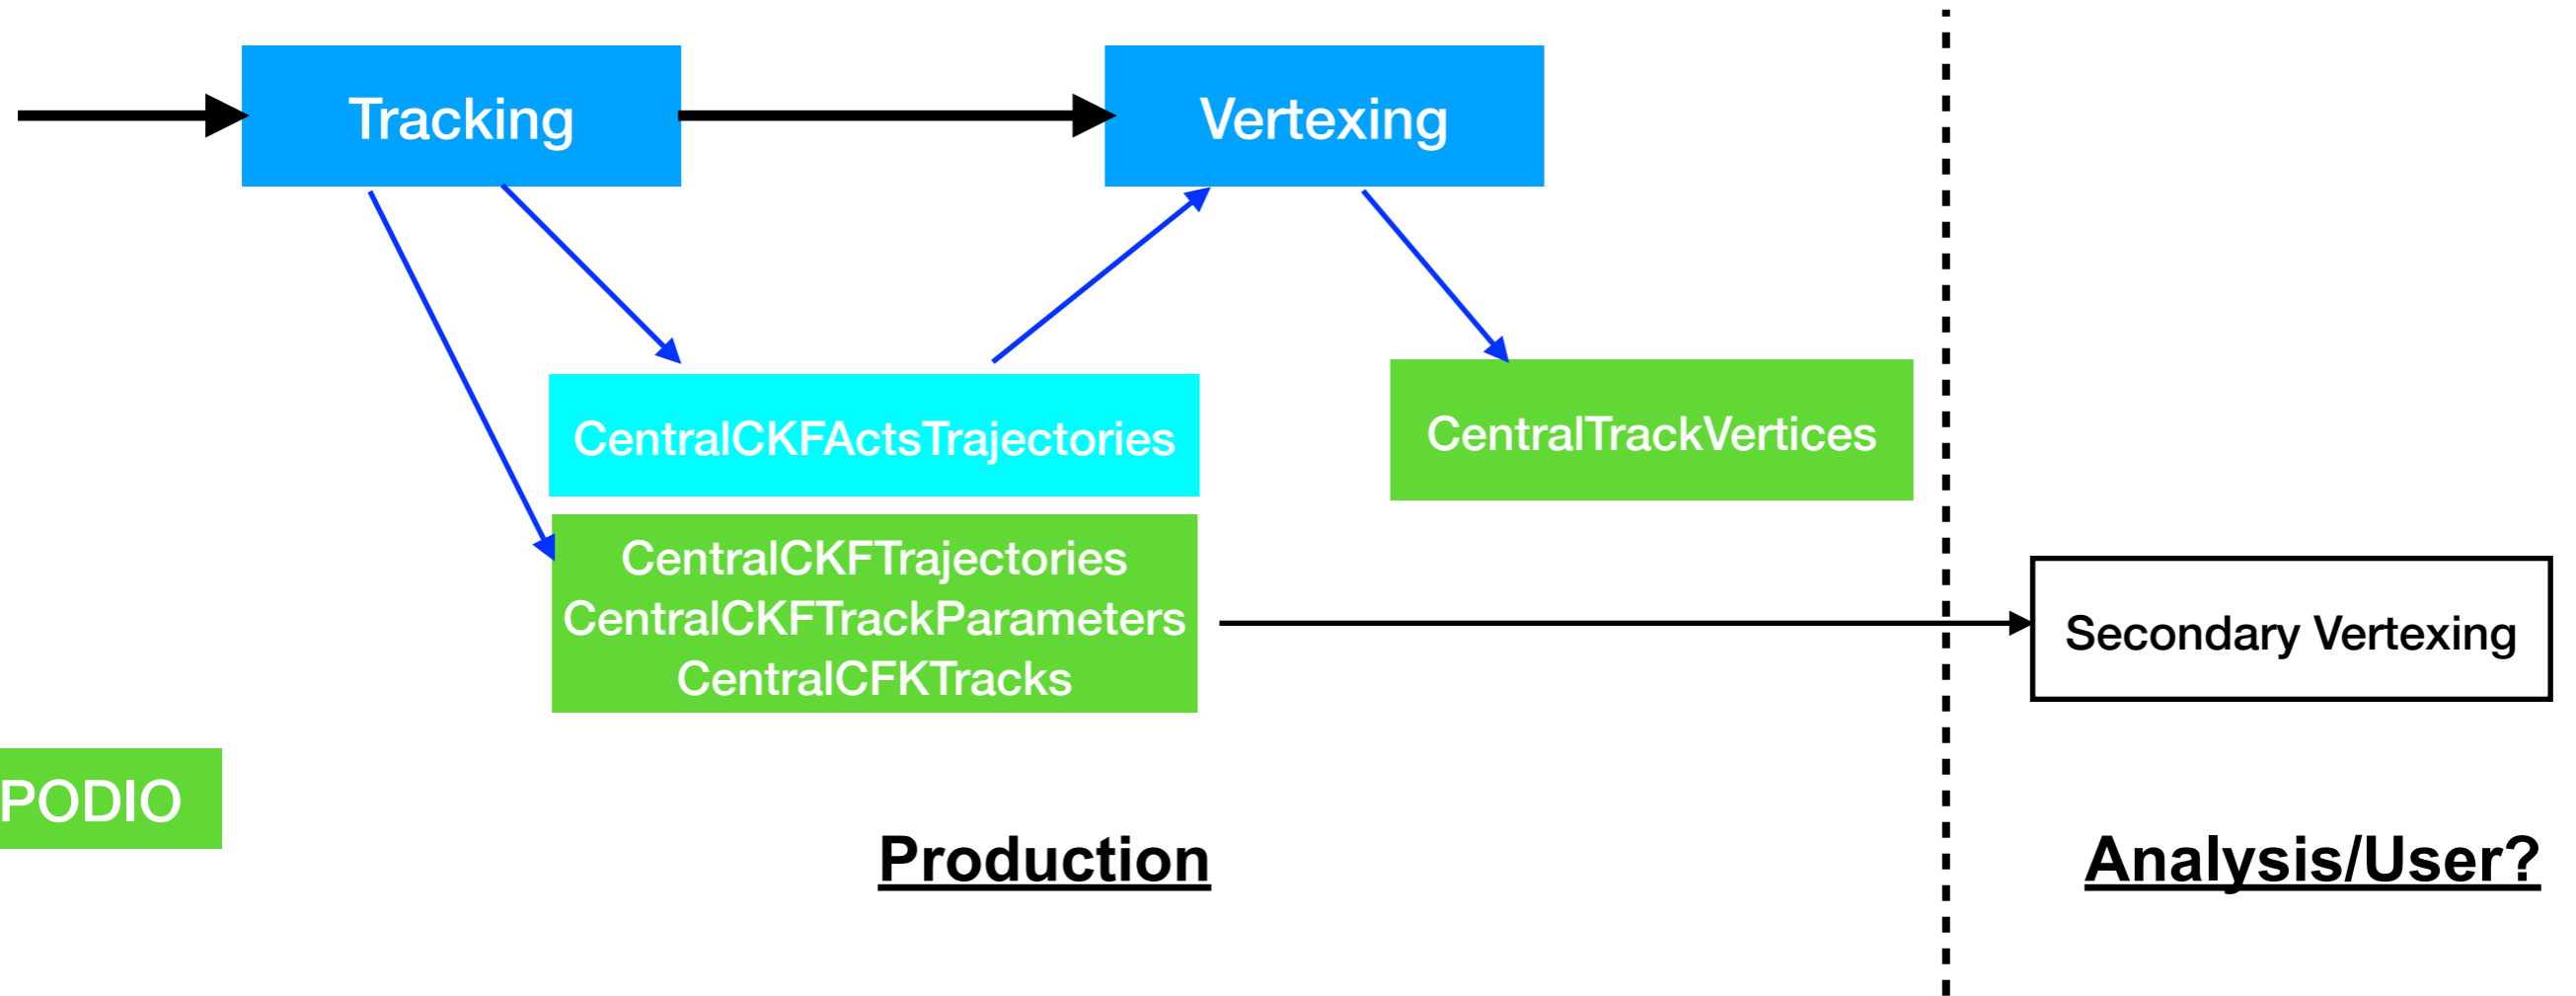 Tracking
Vertexing
CentralCKFActsTrajectories
CentralTrackVertices
CentralCKFTrajectories
CentralCKFTrackParameters
CentralCFKTracks
Secondary Vertexing
PODIO
Production
Analysis/User?